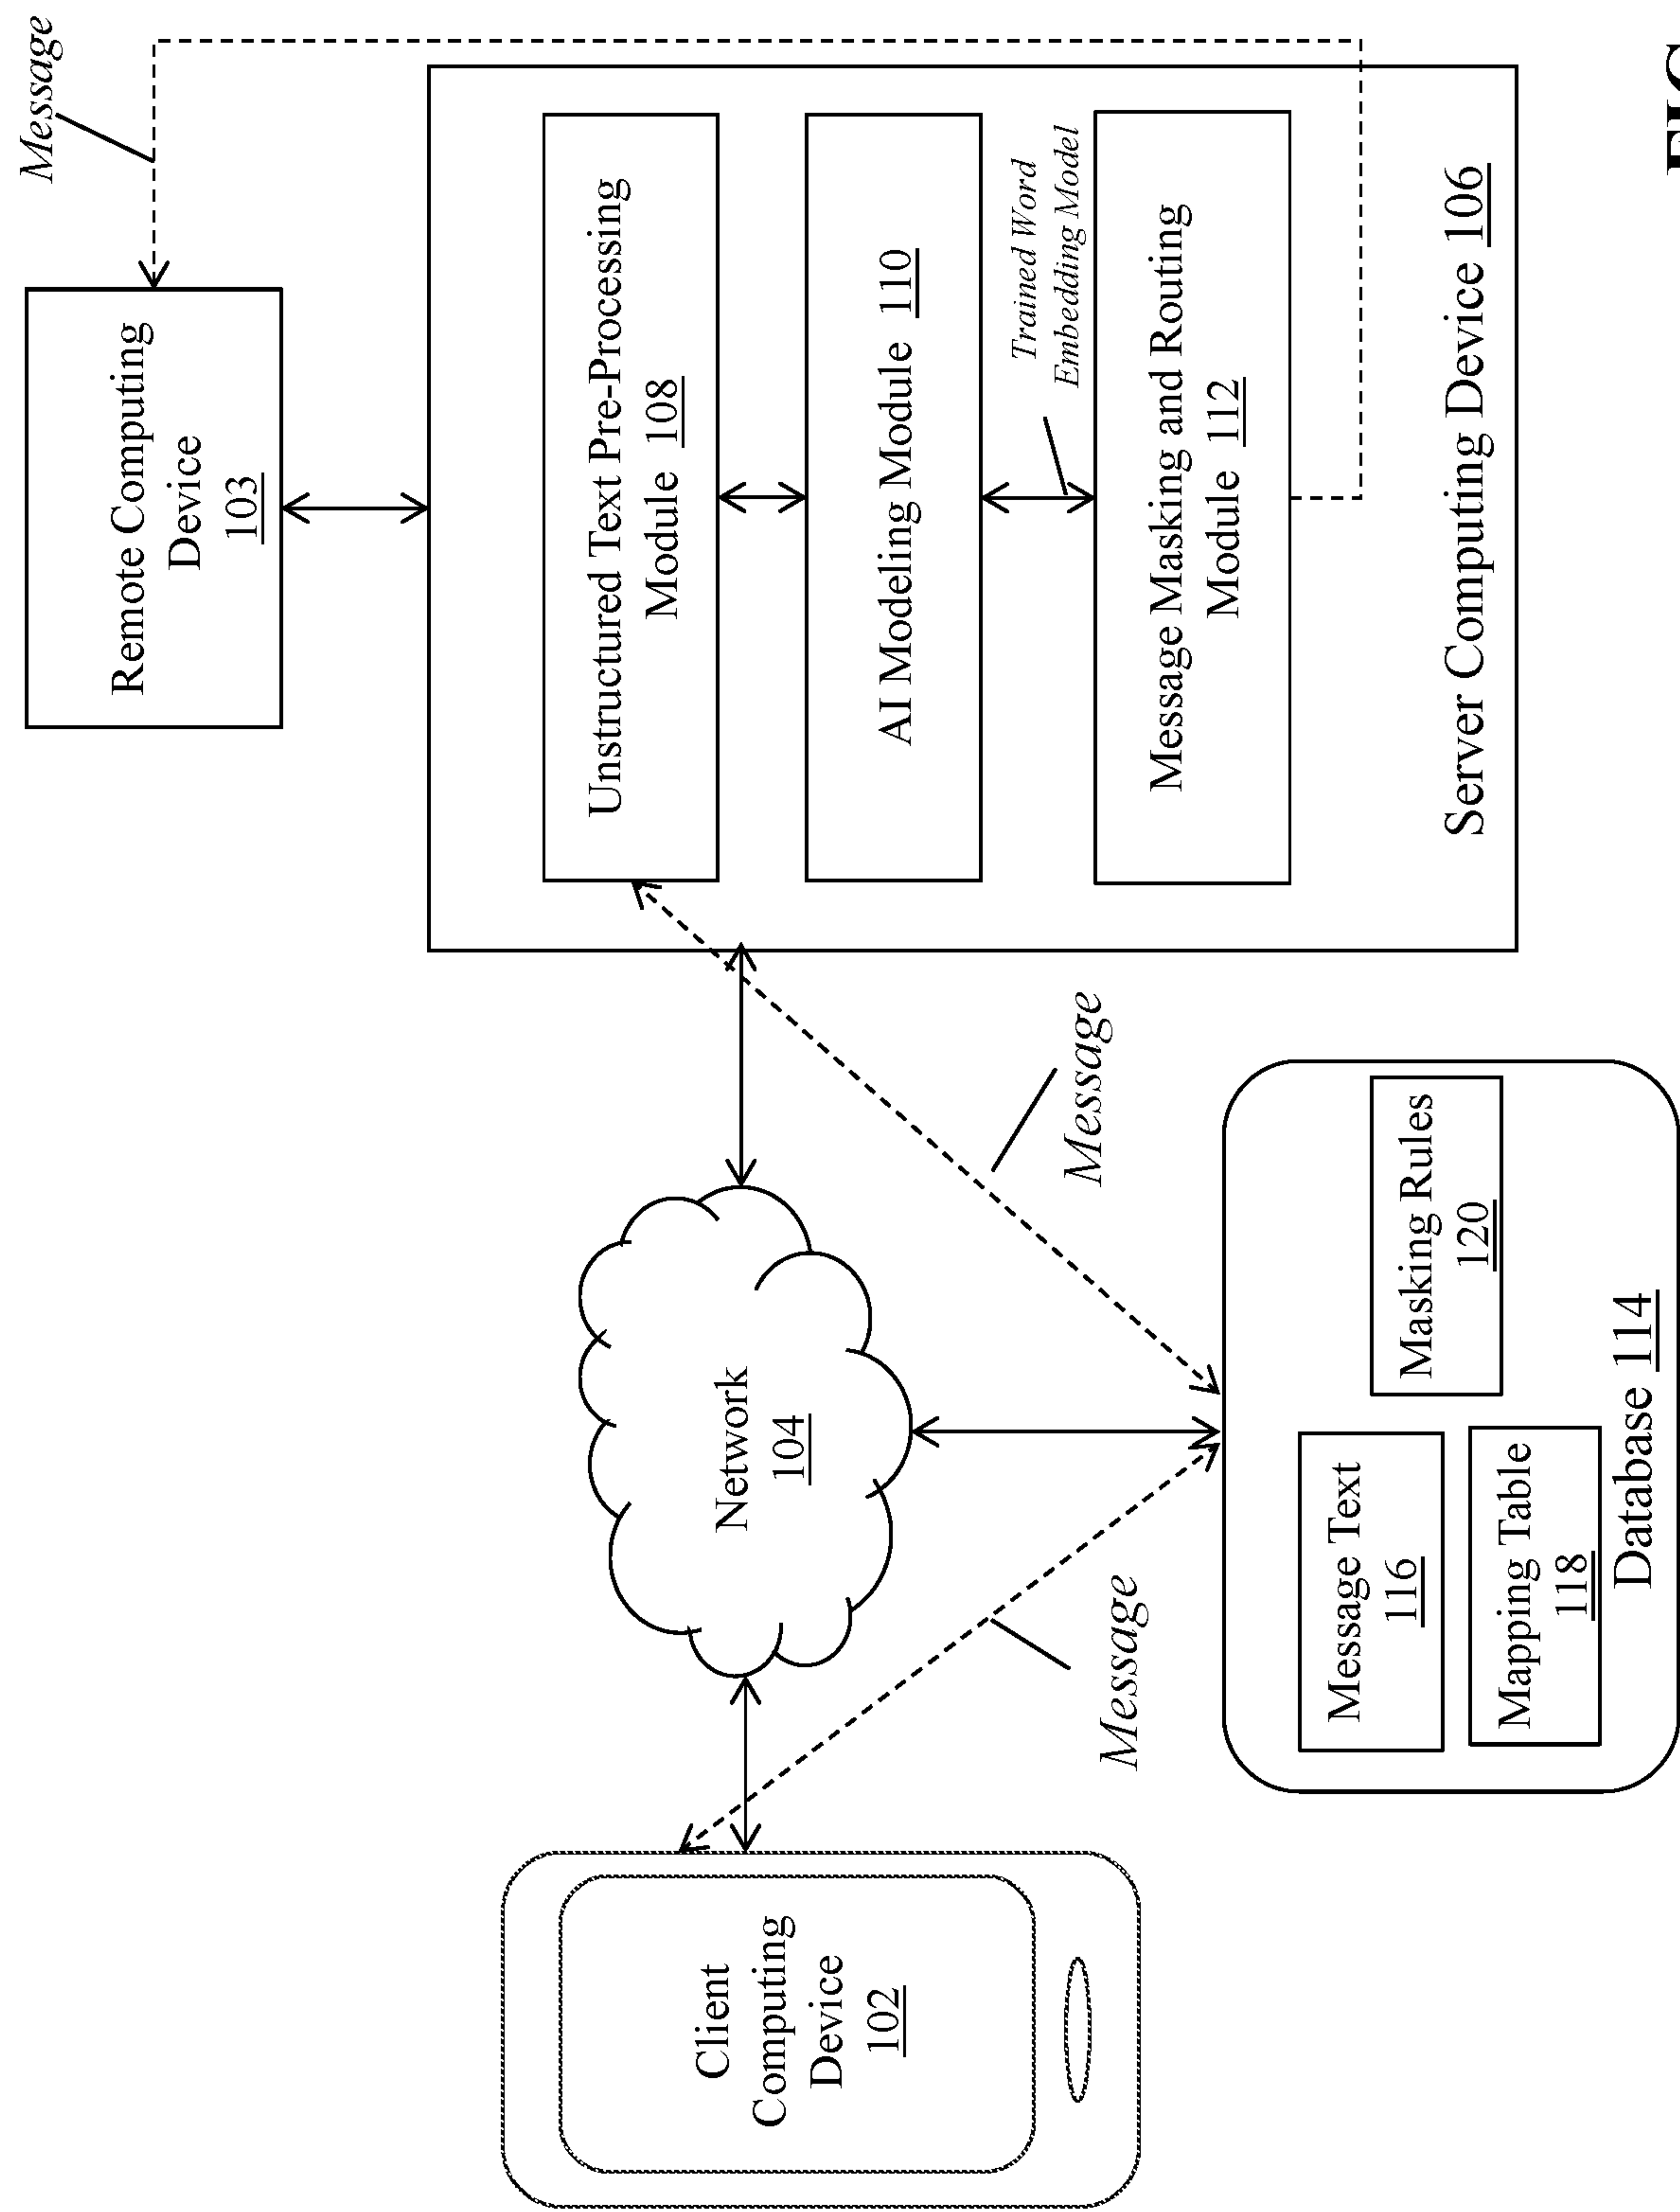 Message
Remote Computing
Device
103
Unstructured Text Pre-Processing
Module 108
AI Modeling Module 110
Trained Word
Embedding Model
Message Masking and Routing
Module 112
Server Computing Device 106
Network
104
Message
Message
Client
Computing
Device
102
Message Text
116
Mapping Table
118
Masking Rules
120
Database 114